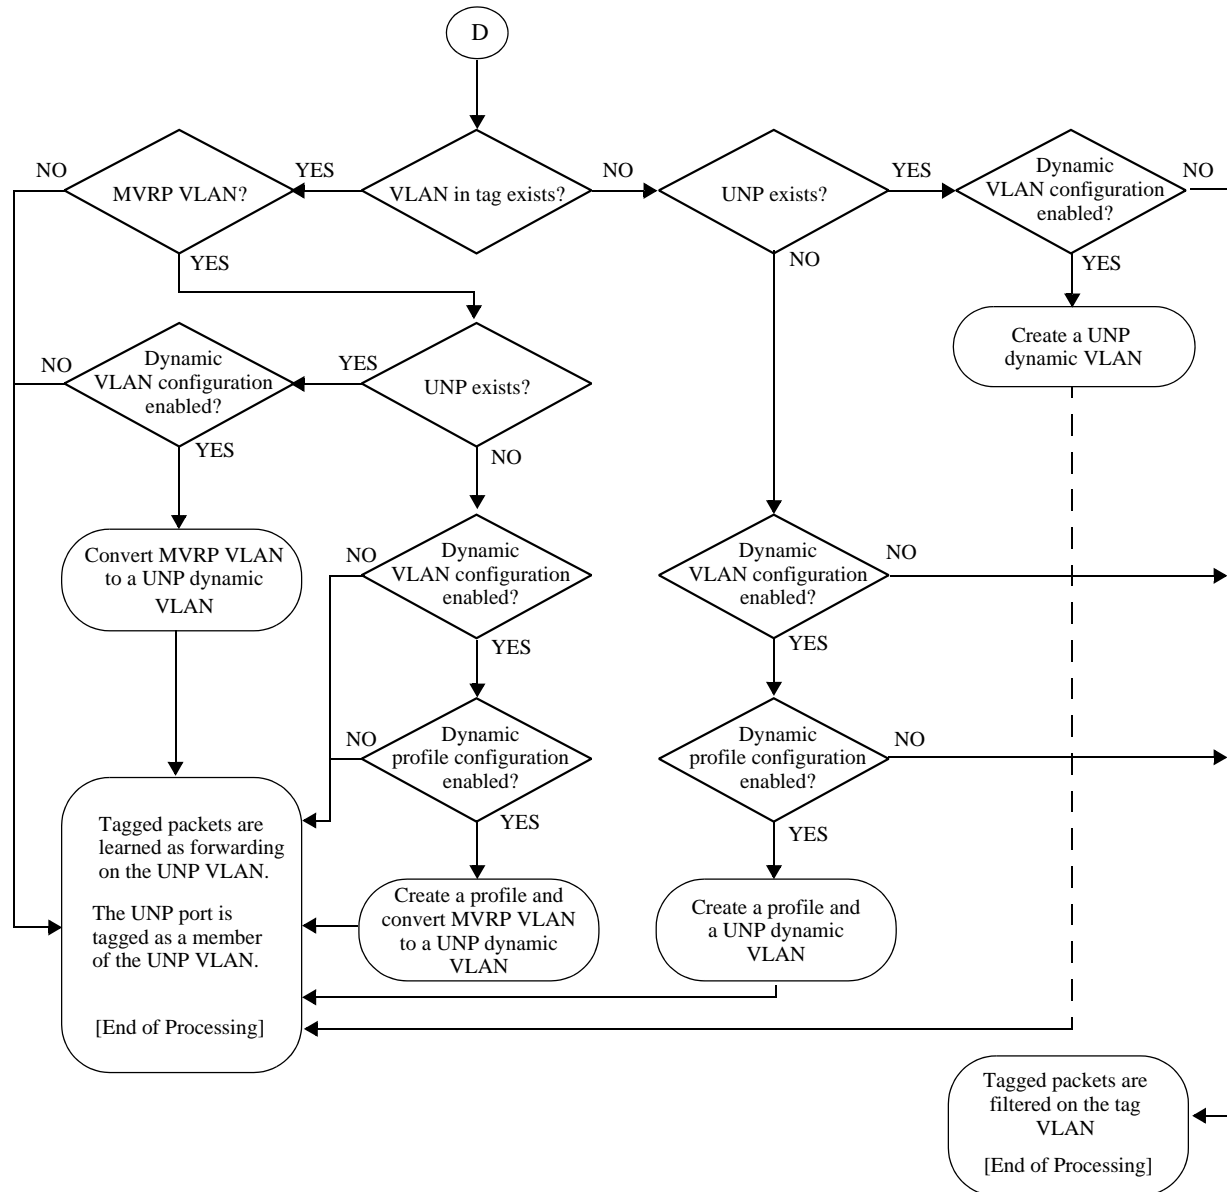 D
NO
MVRP VLAN?
YES
VLAN in tag exists?
NO
UNP exists?
YES
Dynamic
VLAN configuration
enabled?
NO
YES
NO
YES
NO
Dynamic
VLAN configuration
enabled?
YES
UNP exists?
Create a UNP
dynamic VLAN
YES
NO
Convert MVRP VLAN
to a UNP dynamic
VLAN
NO
Dynamic
VLAN configuration
enabled?
Dynamic
VLAN configuration
enabled?
NO
YES
YES
NO
Dynamic
profile configuration
enabled?
Dynamic
profile configuration
enabled?
NO
YES
YES
Tagged packets are
learned as forwarding
on the UNP VLAN.
The UNP port is
tagged as a member
of the UNP VLAN.
[End of Processing]
Create a profile and
convert MVRP VLAN
to a UNP dynamic
VLAN
Create a profile and
a UNP dynamic
VLAN
Tagged packets are
filtered on the tag
VLAN
[End of Processing]